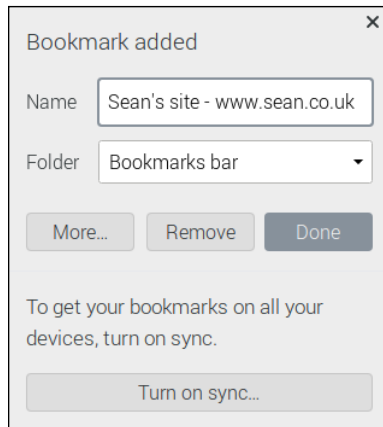 Bookmark added
Name Sean's site - www.sean.co.uk
Folder Bookmarks bar
More... Remove Done
To get your bookmarks on all your
devices, turn on sync.
Turn on sync...